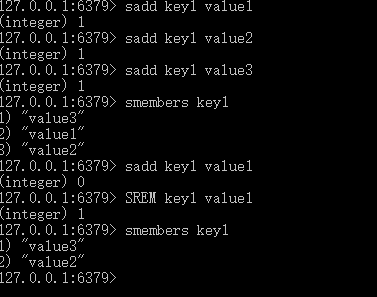 127.0.0.1:6379> sadd key1 value1
(integer) 1
127.0.0.1:6379> sadd key1 value2
(integer) 1
127.0.0.1:6379> sadd key1 value3
(integer) 1
127.0.0.1:6379> smembers key1
1) "value3"
2) "value1"
3) "value2"
127.0.0.1:6379> sadd key1 value1
(integer) 0
127.0.0.1:6379> SREM key1 value1
(integer) 1
127.0.0.1:6379> smembers key1
1) "value3"
2) "value2"
127.0.0.1:6379>